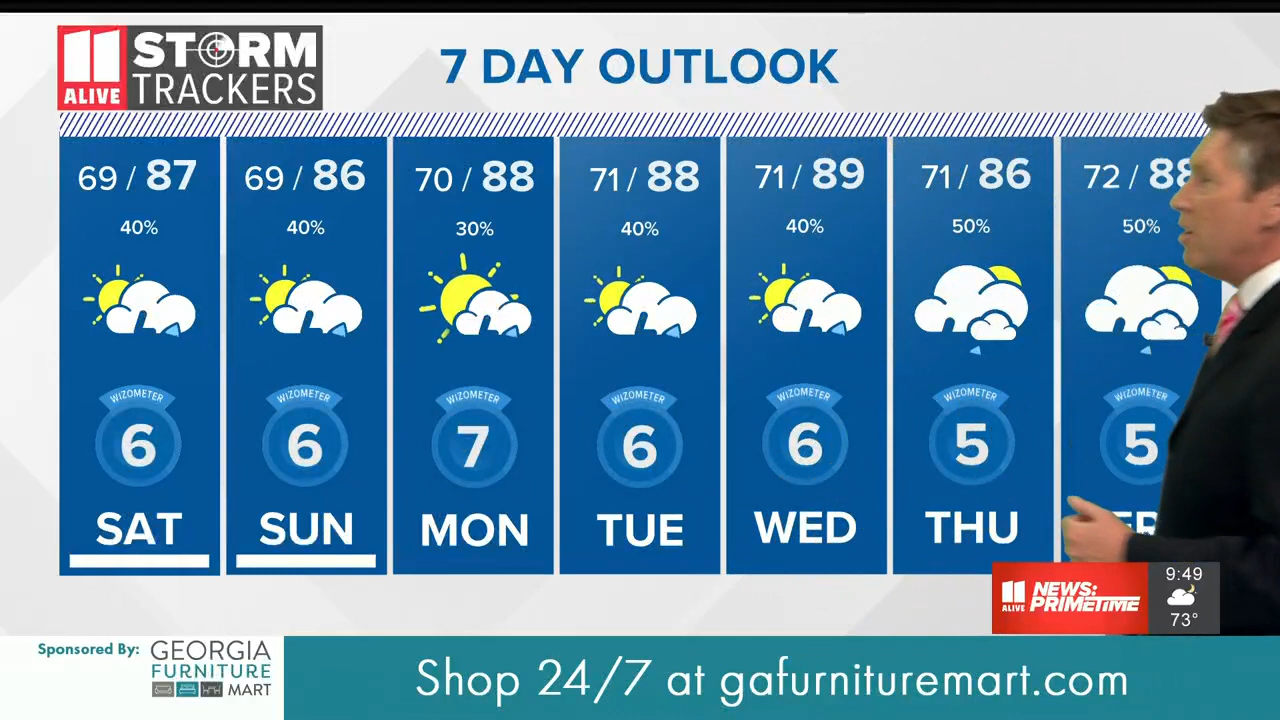 11 ALIVE
STORM
TRACKERS
7 DAY OUTLOOK
69 / 87
40%
WIZOMETER
6
SAT
69 / 86
40%
WIZOMETER
6
SUN
70 / 88
30%
WIZOMETER
7
MON
71 / 88
40%
WIZOMETER
6
TUE
71 / 89
40%
WIZOMETER
6
WED
71 / 86
50%
WIZOMETER
5
THU
72 / 88
50%
WIZOMETER
5
11 ALIVE
NEWS:
PRIMETIME
9:49
73°
Sponsored By:
GEORGIA
FURNITURE
MART
Shop 24/7 at gafurnituremart.com